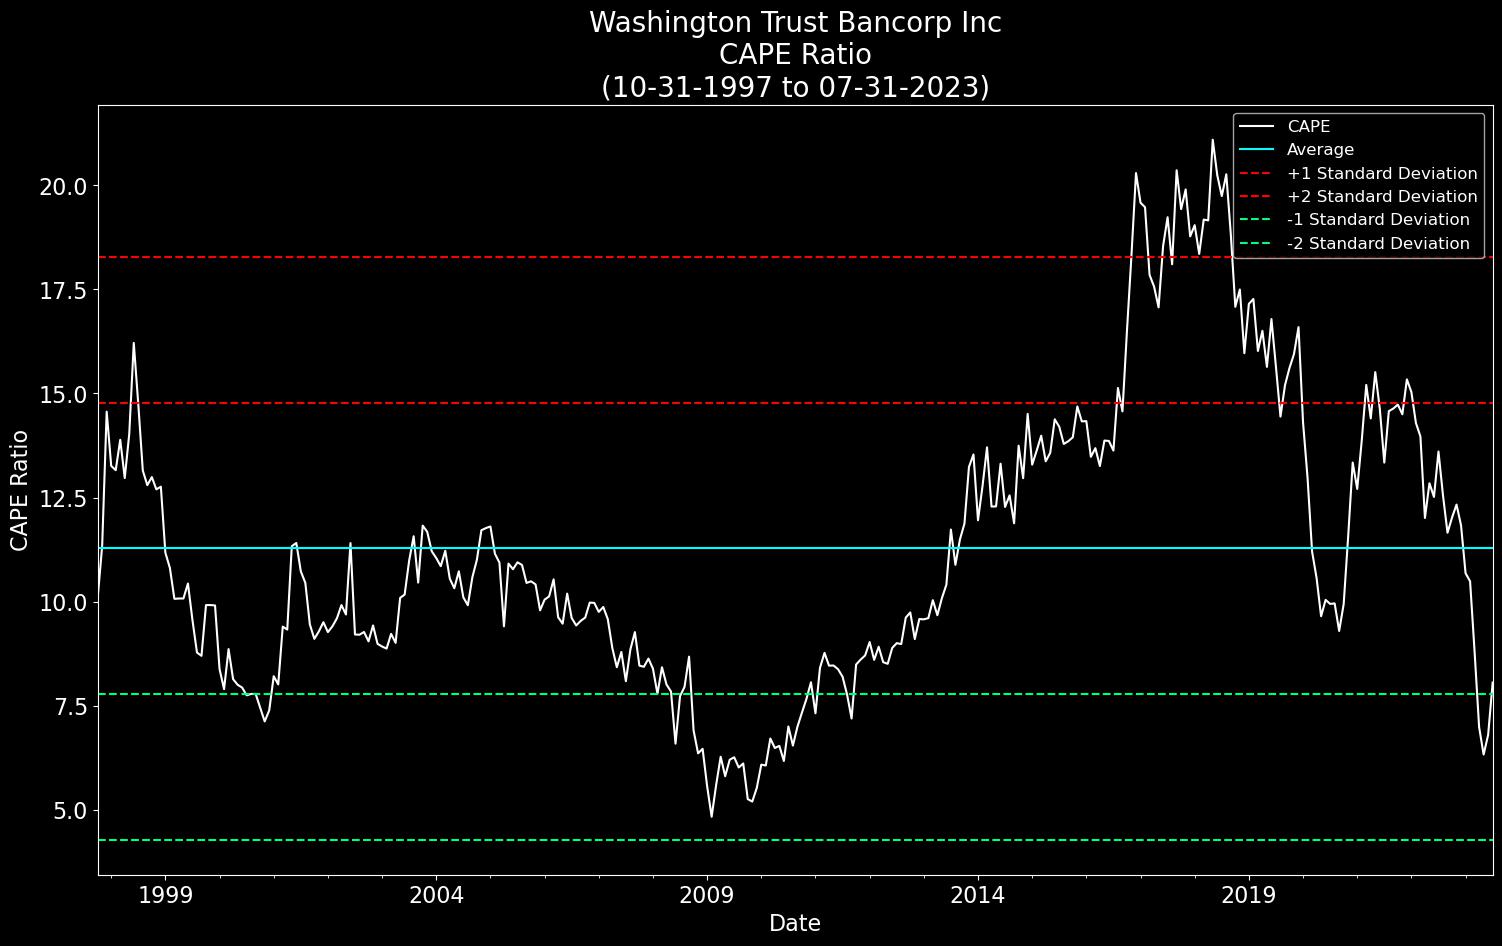 Washington Trust Bancorp Inc
CAPE Ratio
(10-31-1997 to 07-31-2023)
CAPE
Average
+1 Standard Deviation
+2 Standard Deviation
-1 Standard Deviation
-2 Standard Deviation
20.0
17.5
15.0
12.5
10.0
7.5
5.0
CAPE Ratio
1999 2004 2009 2014 2019
Date